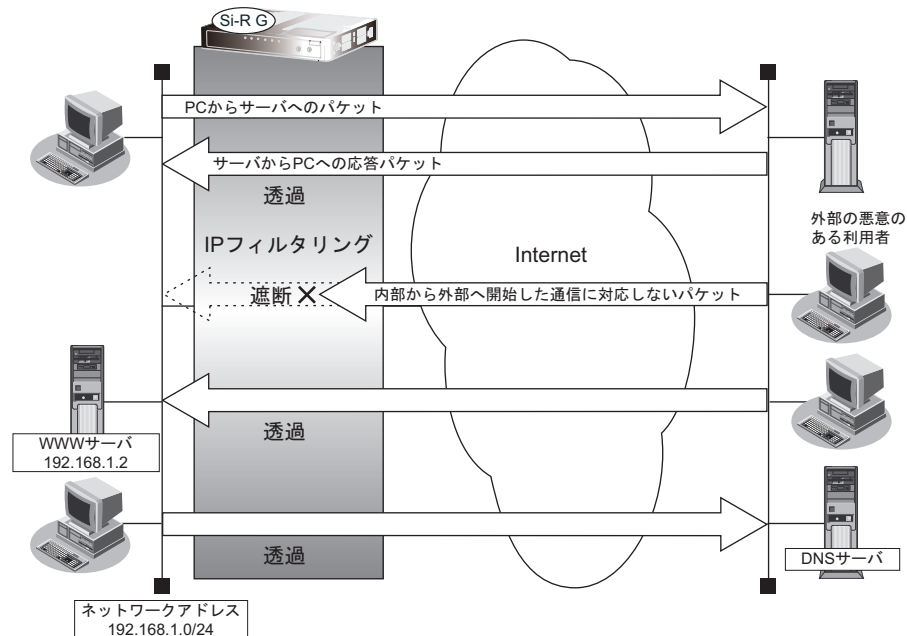 Si-R G
PCからサーバへのパケット
サーバからPCへの応答パケット
透過
外部の悪意の
ある利用者
IPフィルタリング
Internet
遮断
内部から外部へ開始した通信に対応しないパケット
WWWサーバ
192.168.1.2
透過
透過
DNSサーバ
ネットワークアドレス
192.168.1.0/24